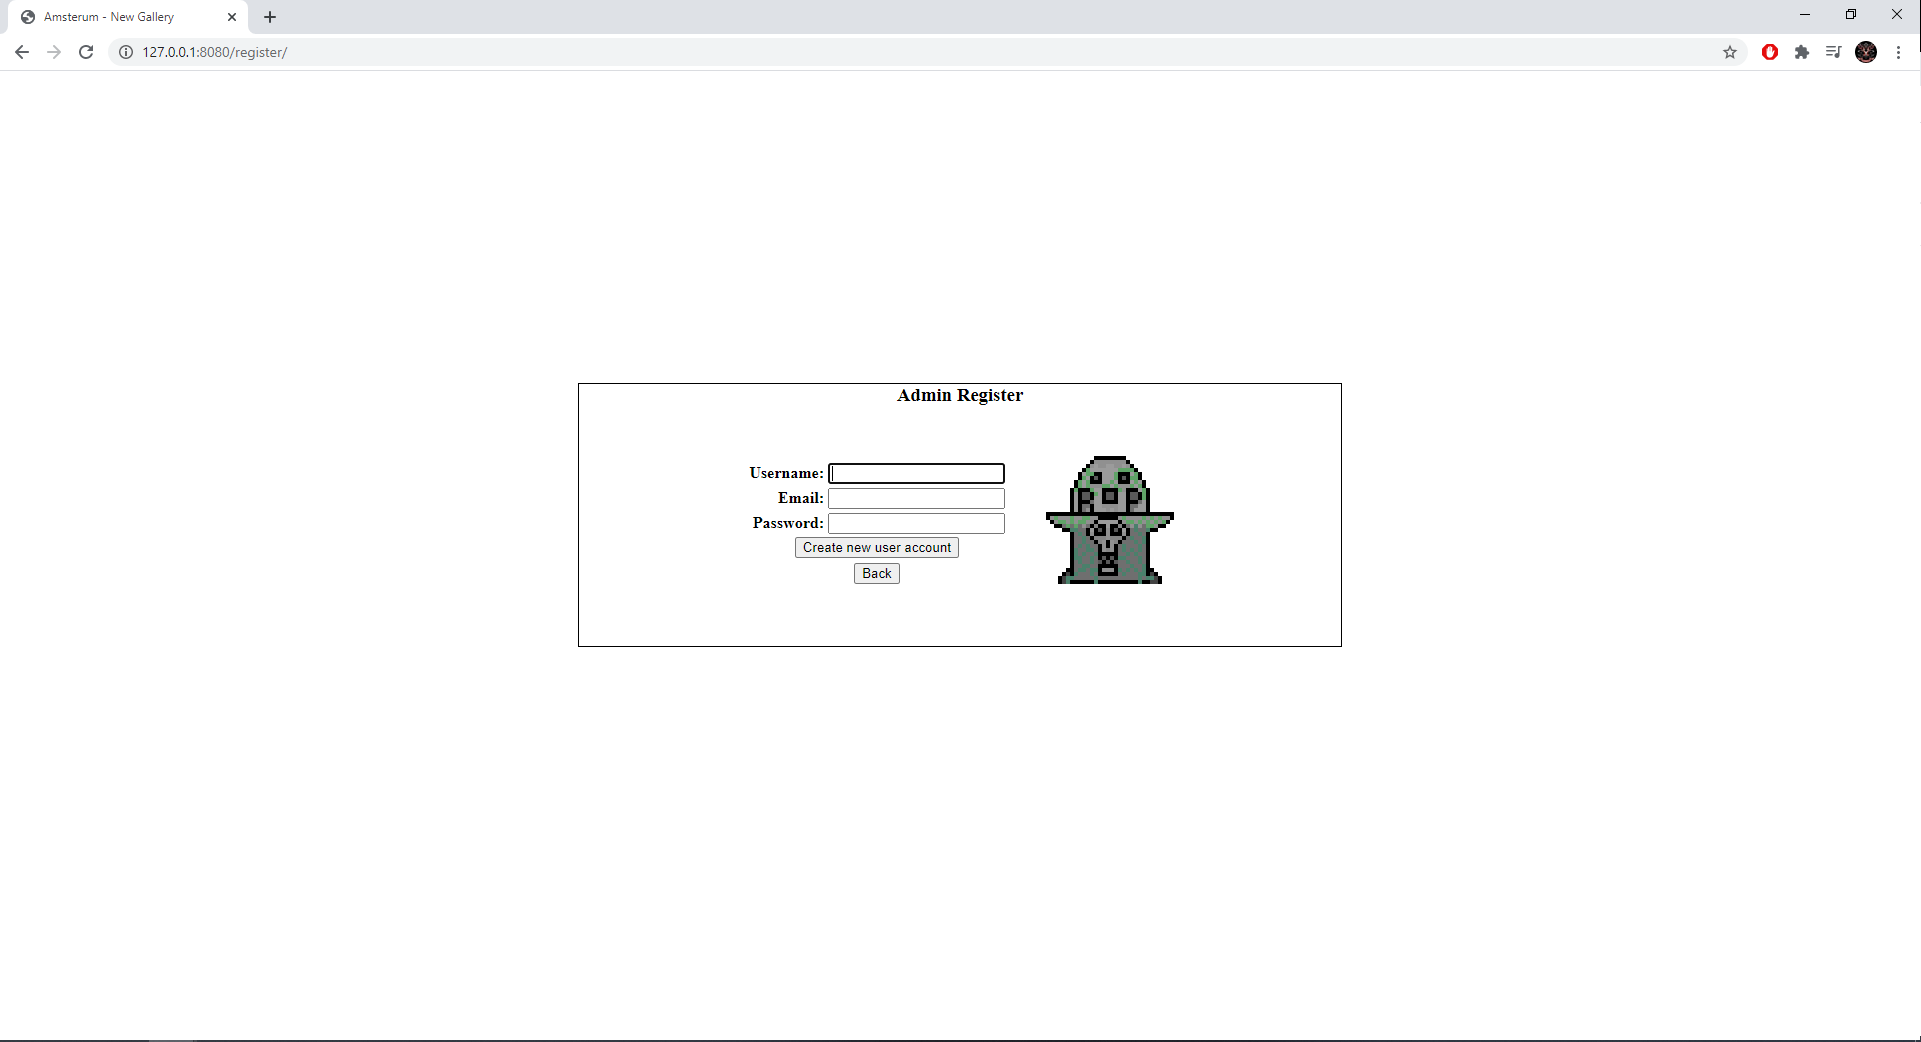 Amsterum - New Gallery
127.0.0.1:8080/register/
Admin Register
Username:
Email:
Password:
Create new user account
Back